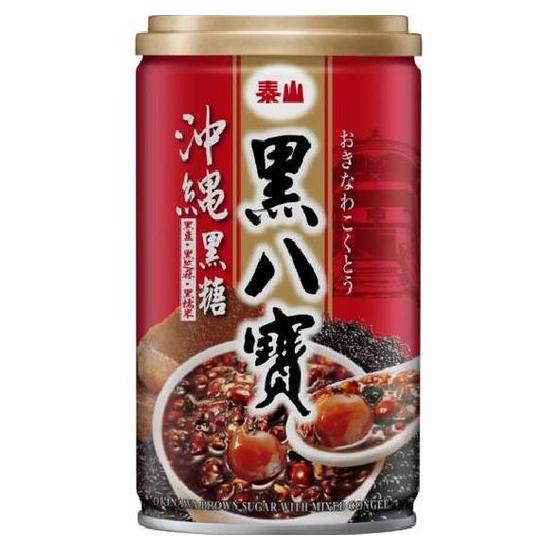 泰山
黑八寶
沖縄黑糖
黑豆・黑芝麻・黑糯米
おきなわこくとう
OKINAWA BROWN SUGAR WITH MIXED CONGEE